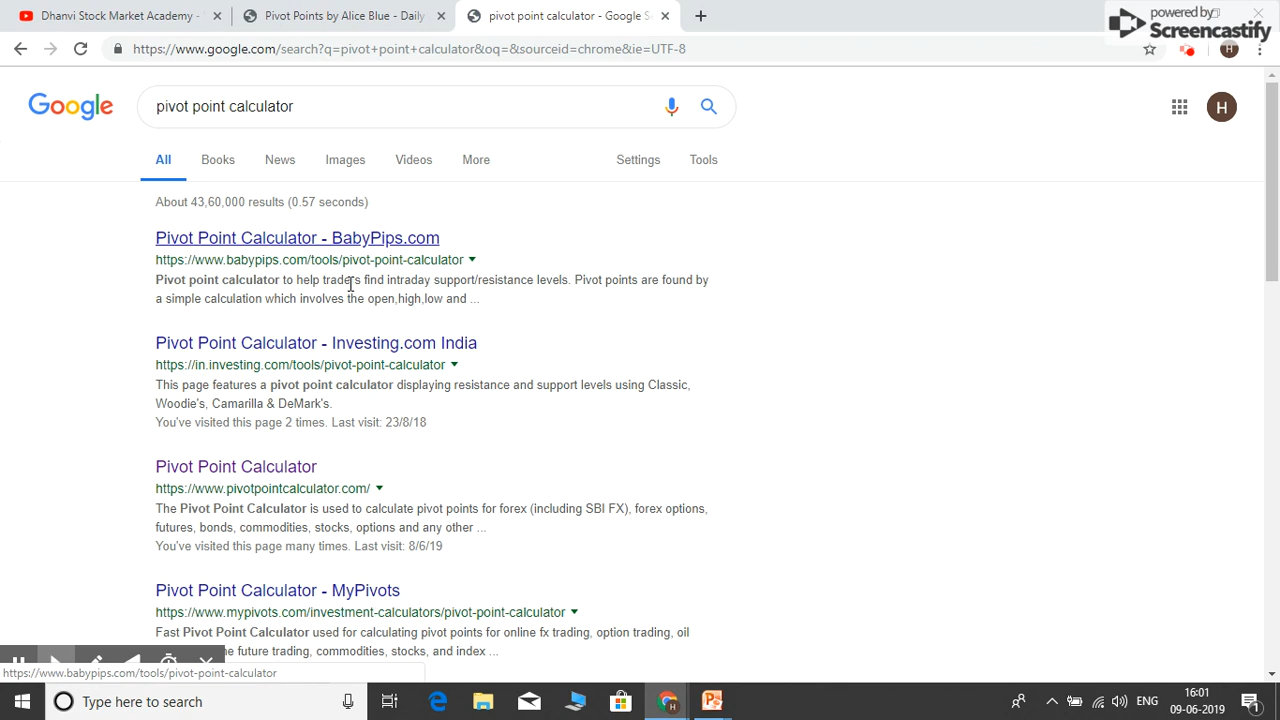 Dhanvi Stock Market Academy -
Pivot Points by Alice Blue - Daily
pivot point calculator - Google Se
powered by
Screencastify
https://www.google.com/search?q=pivot+point+calculator&oq=&sourceid=chrome&ie=UTF-8
H
Google
pivot point calculator
H
All
Books
News
Images
Videos
More
Settings
Tools
About 43,60,000 results (0.57 seconds)
Pivot Point Calculator - BabyPips.com
https://www.babypips.com/tools/pivot-point-calculator
Pivot point calculator to help traders find intraday support/resistance levels. Pivot points are found by
a simple calculation which involves the open,high,low and ...
Pivot Point Calculator - Investing.com India
https://in.investing.com/tools/pivot-point-calculator
This page features a pivot point calculator displaying resistance and support levels using Classic,
Woodie's, Camarilla & DeMark's.
You've visited this page 2 times. Last visit: 23/8/18
Pivot Point Calculator
https://www.pivotpointcalculator.com/
The Pivot Point Calculator is used to calculate pivot points for forex (including SBI FX), forex options,
futures, bonds, commodities, stocks, options and any other ...
You've visited this page many times. Last visit: 8/6/19
Pivot Point Calculator - MyPivots
https://www.mypivots.com/investment-calculators/pivot-point-calculator
Fast Pivot Point Calculator used for calculating pivot points for online fx trading, option trading, oil
the future trading, commodities, stocks, and index ...
https://www.babypips.com/tools/pivot-point-calculator
Type here to search
H
ENG
16:01
09-06-2019
1